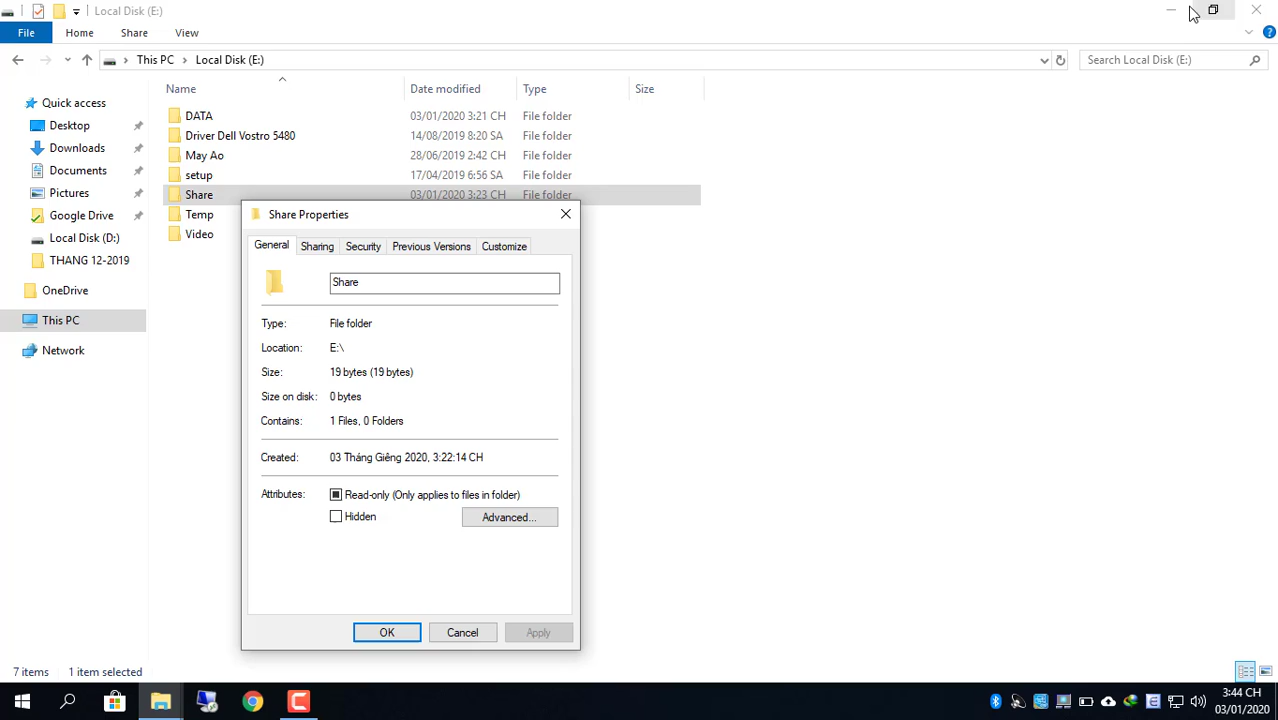 Local Disk (E:)
File Home Share View
This PC Local Disk (E:) Search Local Disk (E:)
Name Date modified Type Size
Quick access
Desktop
Downloads
Documents
Pictures
Google Drive
Local Disk (D:)
THANG 12-2019
OneDrive
This PC
Network
DATA 03/01/2020 3:21 CH File folder
Driver Dell Vostro 5480 14/08/2019 8:20 SA File folder
May Ao 28/06/2019 2:42 CH File folder
setup 17/04/2019 6:56 SA File folder
Share 03/01/2020 3:23 CH File folder
Temp
Video
Share Properties
General Sharing Security Previous Versions Customize
Share
Type: File folder
Location: E:\
Size: 19 bytes (19 bytes)
Size on disk: 0 bytes
Contains: 1 Files, 0 Folders
Created: 03 Tháng Giêng 2020, 3:22:14 CH
Attributes: Read-only (Only applies to files in folder)
Hidden Advanced...
OK Cancel Apply
7 items 1 item selected
3:44 CH
03/01/2020